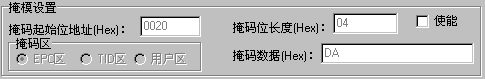 掩模设置
掩码起始位地址(Hex): 0020
掩码位长度(Hex): 04
使能
掩码区
EPC区 TID区 用户区
掩码数据(Hex): DA